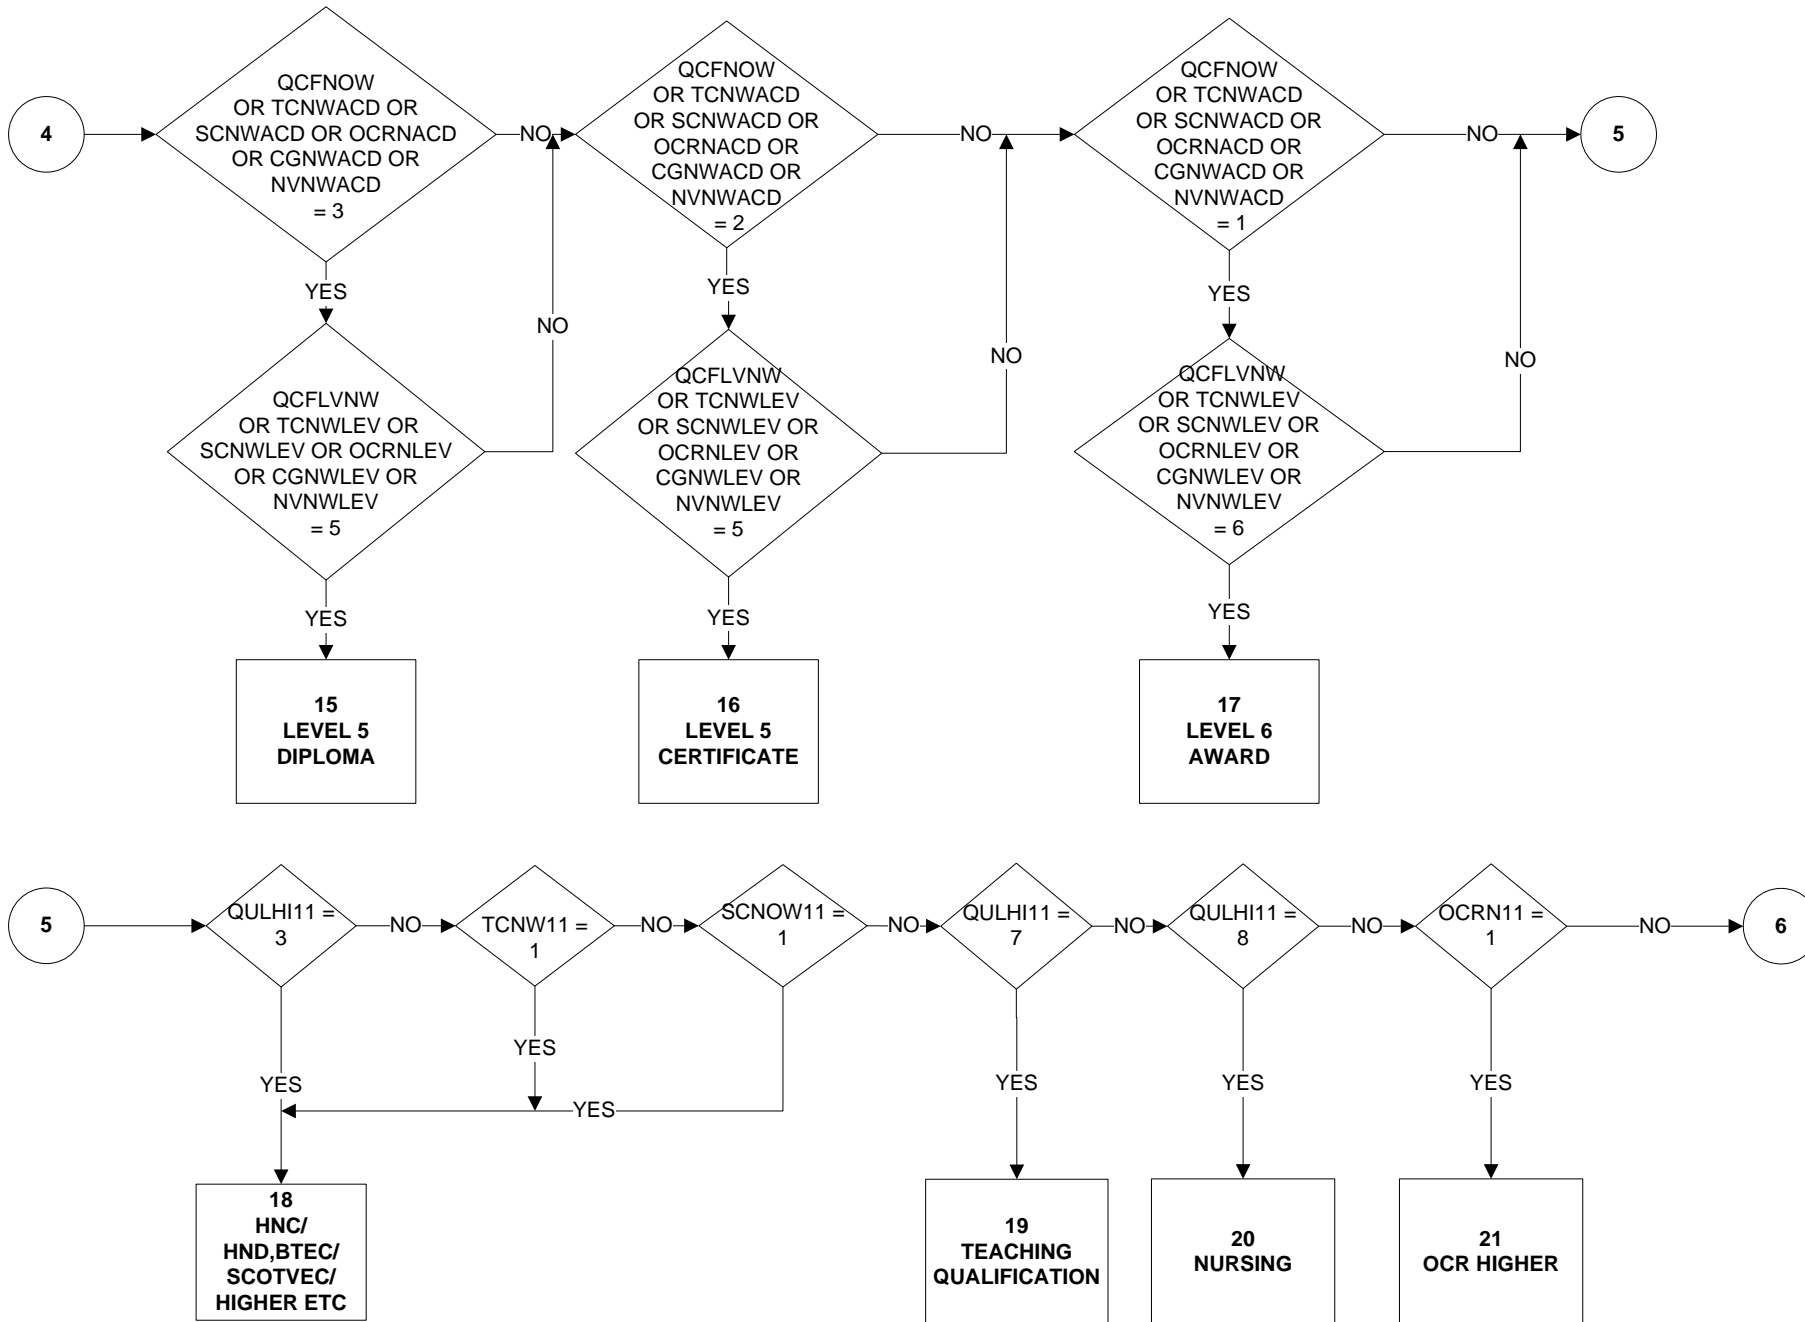 4
QCFNOW
OR TCNWACD OR
SCNWACD OR OCRNACD
OR CGNWACD OR
NVNWACD
= 3
NO
QCFNOW
OR TCNWACD
OR SCNWACD OR
OCRNACD OR
CGNWACD OR
NVNWACD
= 2
NO
QCFNOW
OR TCNWACD
OR SCNWACD OR
OCRNACD OR
CGNWACD OR
NVNWACD
= 1
NO
5
YES
YES
YES
NO
NO
NO
QCFLVNW
OR TCNWLEV OR
SCNWLEV OR OCRNLEV
OR CGNWLEV OR
NVNWLEV
= 5
QCFLVNW
OR TCNWLEV
OR SCNWLEV OR
OCRNLEV OR
CGNWLEV OR
NVNWLEV
= 5
QCFLVNW
OR TCNWLEV
OR SCNWLEV OR
OCRNLEV OR
CGNWLEV OR
NVNWLEV
= 6
YES
YES
YES
15
LEVEL 5
DIPLOMA
16
LEVEL 5
CERTIFICATE
17
LEVEL 6
AWARD
5
QULHI11 =
3
NO
TCNW11 =
1
NO
SCNOW11 =
1
NO
QULHI11 =
7
NO
QULHI11 =
8
NO
OCRN11 =
1
NO
6
YES
YES
YES
YES
YES
YES
18
HNC/
HND,BTEC/
SCOTVEC/
HIGHER ETC
19
TEACHING
QUALIFICATION
20
NURSING
21
OCR HIGHER